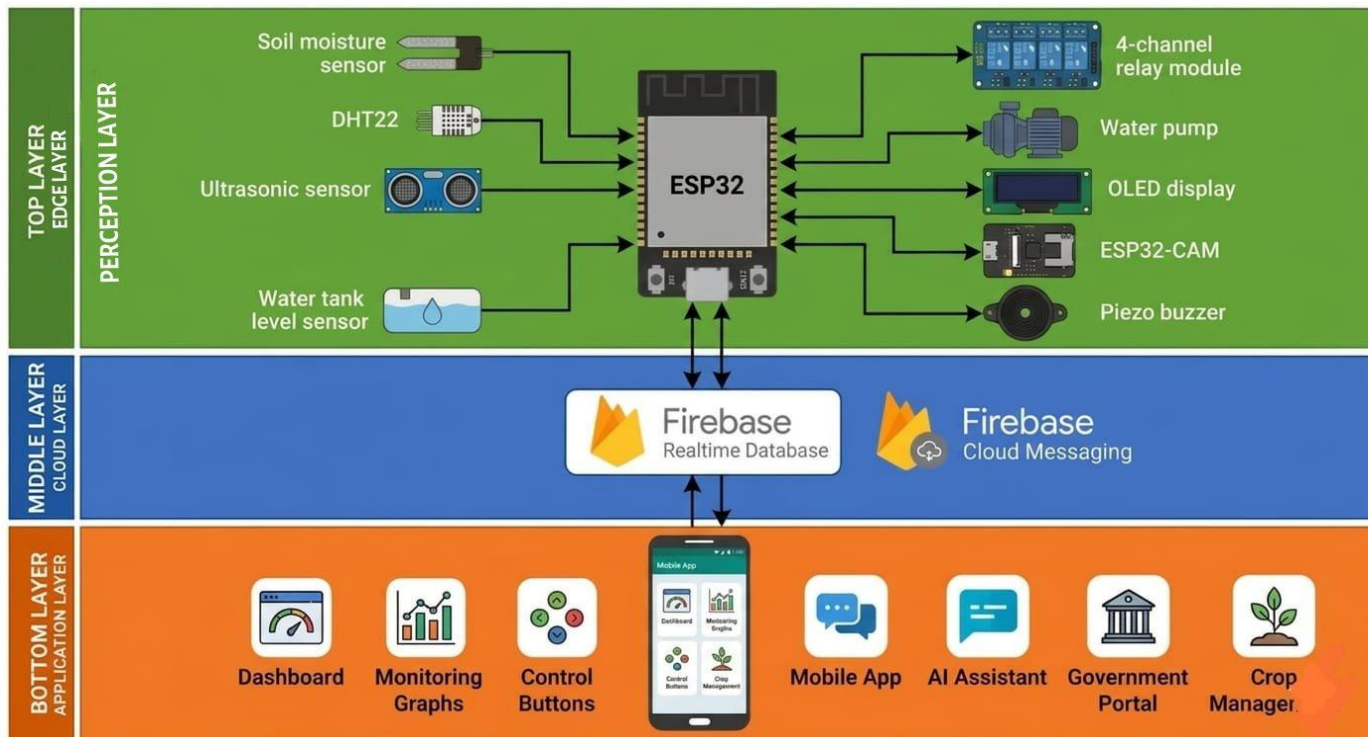 TOP LAYER
EDGE LAYER
PERCEPTION LAYER
Soil moisture
sensor
DHT22
Ultrasonic sensor
Water tank
level sensor
ESP32
4-channel
relay module
Water pump
OLED display
ESP32-CAM
Piezo buzzer
MIDDLE LAYER
CLOUD LAYER
Firebase
Realtime Database
Firebase
Cloud Messaging
BOTTOM LAYER
APPLICATION LAYER
Dashboard
Monitoring
Graphs
Control
Buttons
Mobile App
Dashboard
Control
Buttons
Management
Mobile App
AI Assistant
Government
Portal
Crop
Manage